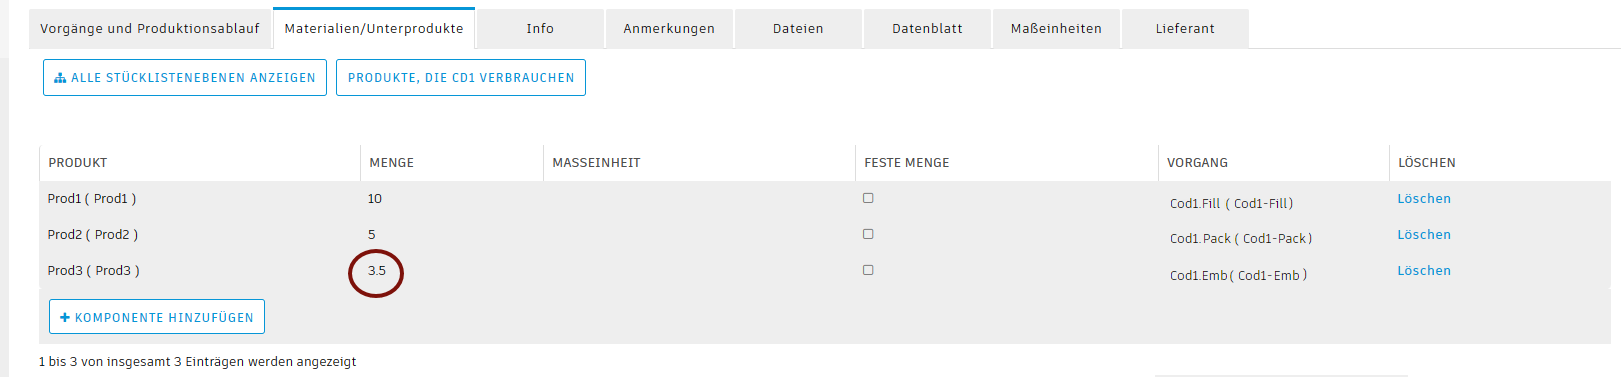 Vorgänge und Produktionsablauf Materialien/Unterprodukte Info Anmerkungen Dateien Datenblatt Maßeinheiten Lieferant
ALLE STÜCKLISTENEBENEN ANZEIGEN PRODUKTE, DIE CD1 VERBRAUCHEN
PRODUKT MENGE MASSEINHEIT FESTE MENGE VORGANG LÖSCHEN
Prod1 ( Prod1 ) 10 Cod1.Fill ( Cod1-Fill) Löschen
Prod2 ( Prod2 ) 5 Cod1.Pack ( Cod1-Pack ) Löschen
Prod3 ( Prod3 ) 3.5 Cod1.Emb ( Cod1-Emb ) Löschen
KOMPONENTE HINZUFÜGEN
1 bis 3 von insgesamt 3 Einträgen werden angezeigt